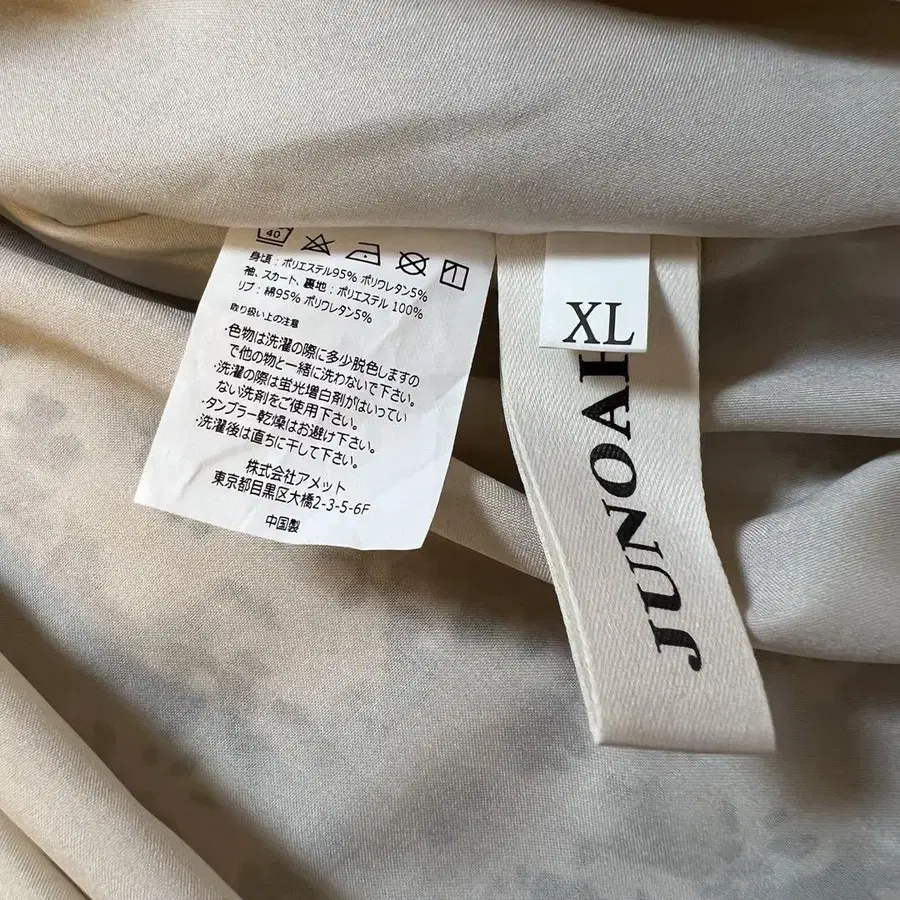 40
身頃：ポリエステル95% ポリウレタン5%
袖、スカート、裏地：ポリエステル 100%
リブ：綿95% ポリウレタン5%
取り扱い上の注意
・色物は洗濯の際に多少脱色しますの
で他の物と一緒に洗わないで下さい。
・洗濯の際は蛍光増白剤がはいってい
ない洗剤をご使用下さい。
・タンブラー乾燥はお避け下さい。
・洗濯後は直ちに干して下さい。
株式会社アメット
東京都目黒区大橋2-3-5-6F
中国製
XL
JUNOAH